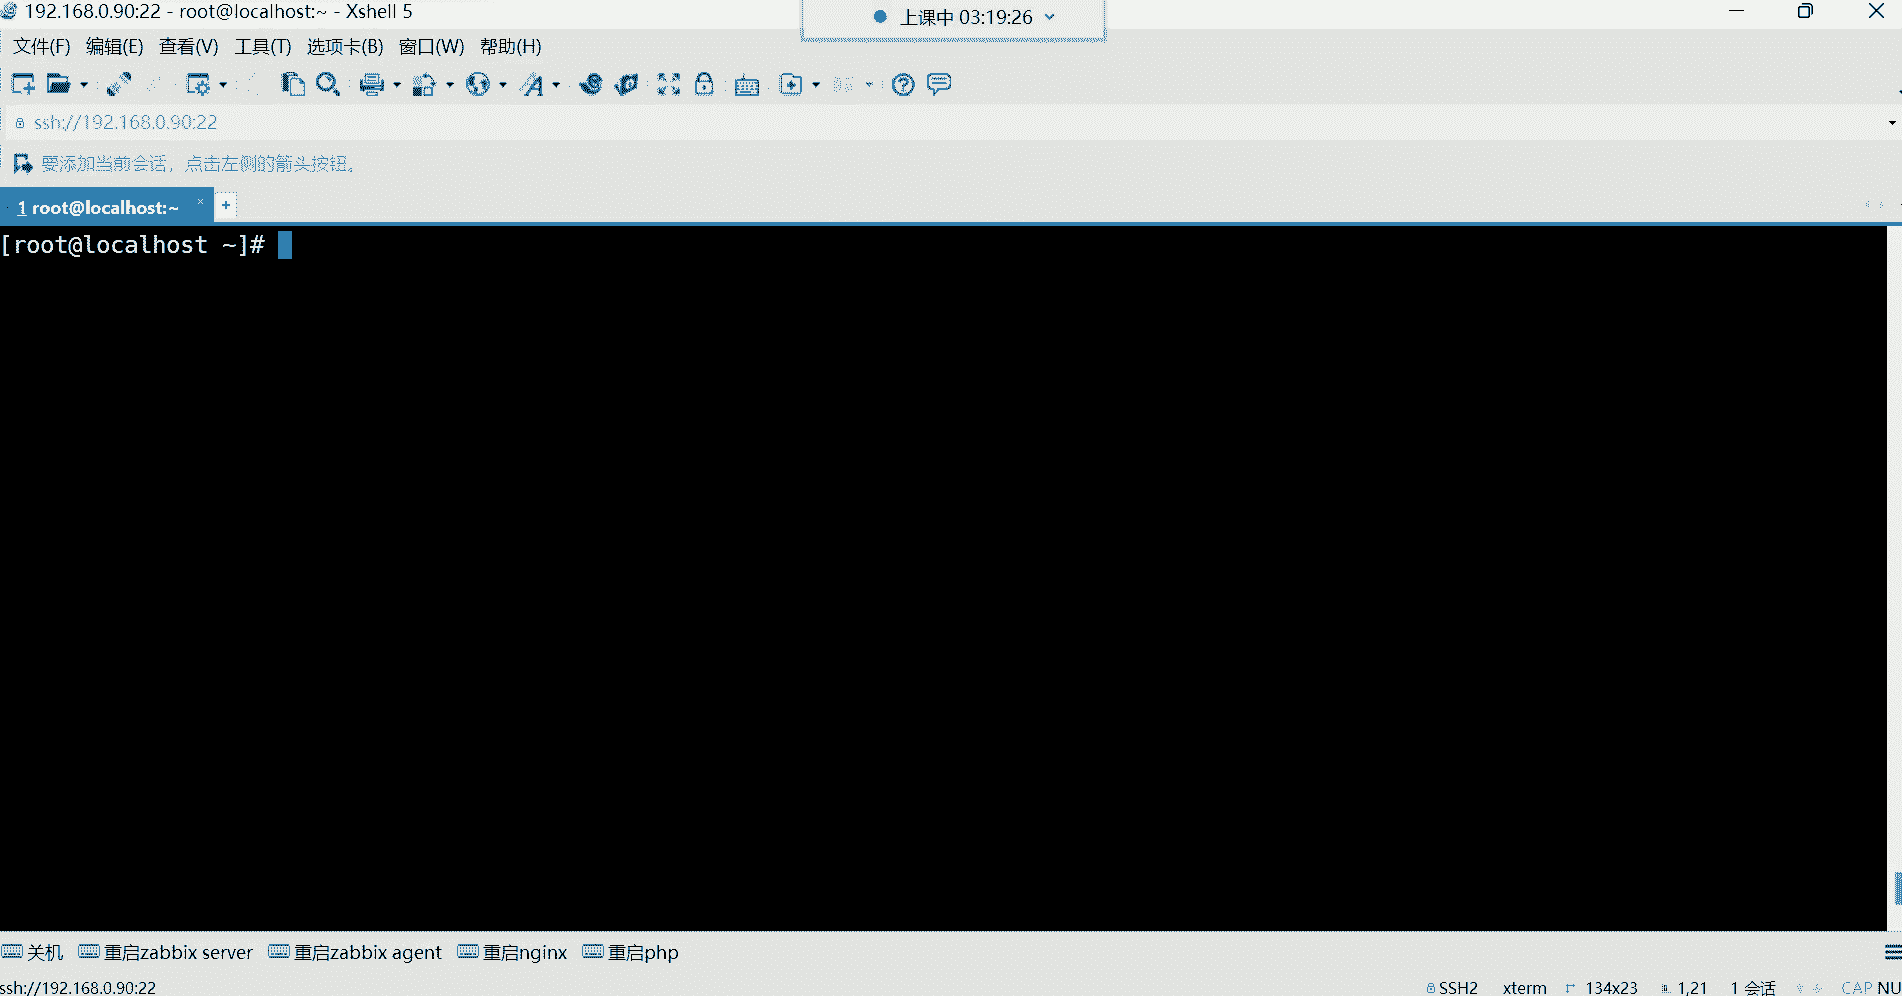 192.168.0.90:22 - root@localhost:~ - Xshell 5
上课中 03:19:26
文件(F) 编辑(E) 查看(V) 工具(T) 选项卡(B) 窗口(W) 帮助(H)
ssh://192.168.0.90:22
要添加当前会话，点击左侧的箭头按钮。
1 root@localhost:~ × +
[root@localhost ~]#
关机 重启zabbix server 重启zabbix agent 重启nginx 重启php
ssh://192.168.0.90:22 SSH2 xterm 134x23 1,21 1 会话 CAP NU